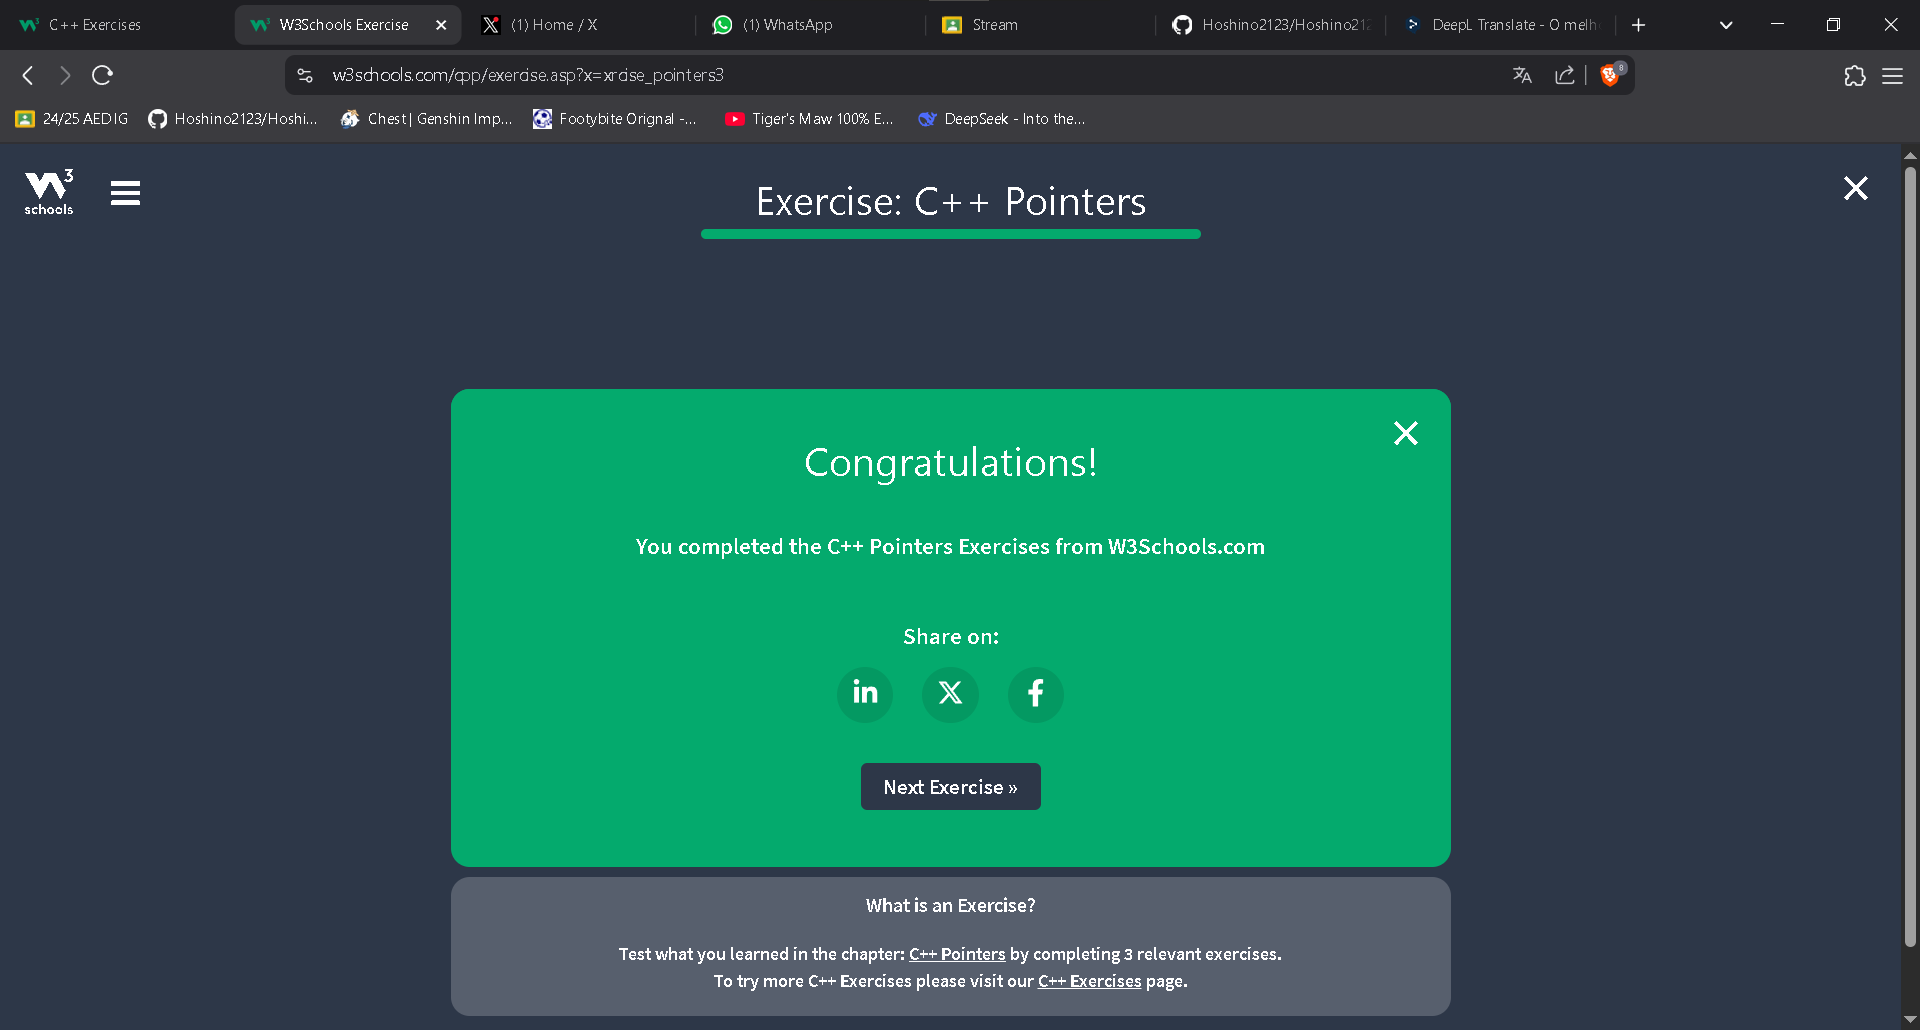 C++ Exercises
W3Schools Exercise
(1) Home / X
(1) WhatsApp
Stream
Hoshino2123/Hoshino212
DeepL Translate - O melh
w3schools.com/cpp/exercise.asp?x=xrcise_pointers3
24/25 AEDIG
Hoshino2123/Hoshi...
Chest | Genshin Imp...
Footybite Orignal -...
Tiger's Maw 100% E...
DeepSeek - Into the...
3
schools
Exercise: C++ Pointers
Congratulations!
You completed the C++ Pointers Exercises from W3Schools.com
Share on:
Next Exercise »
What is an Exercise?
Test what you learned in the chapter: C++ Pointers by completing 3 relevant exercises.
To try more C++ Exercises please visit our C++ Exercises page.